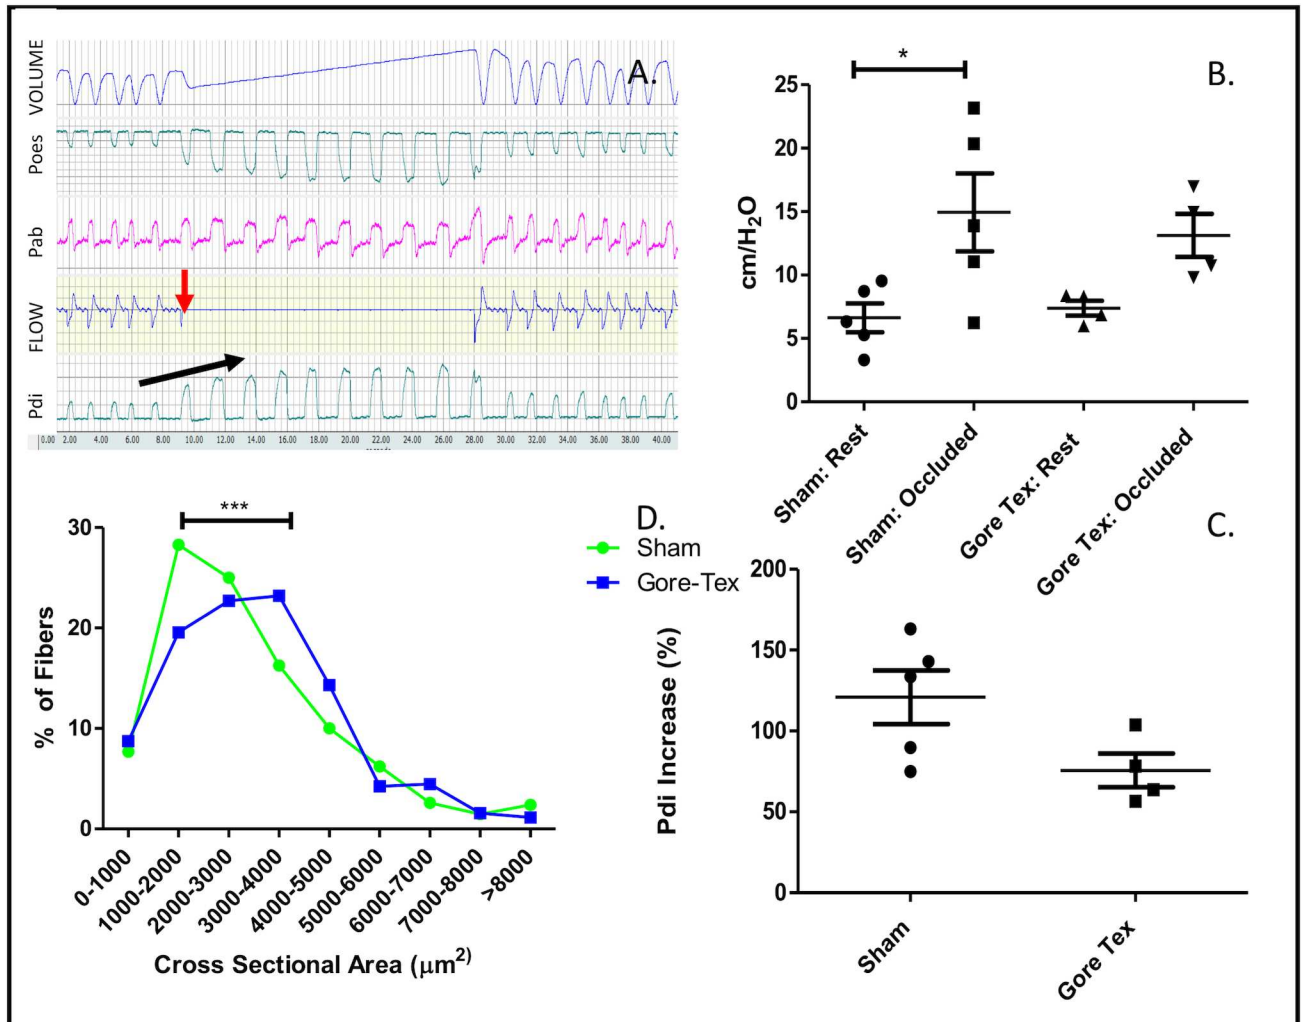 A.
VOLUME
Poes
Pab
FLOW
Pdi
0.00 2.00 4.00 6.00 8.00 10.00 12.00 14.00 16.00 18.00 20.00 22.00 24.00 26.00 28.00 30.00 32.00 34.00 36.00 38.00 40.00
B.
*
cm/H₂O
25
20
15
10
5
0
Sham: Rest
Sham: Occluded
Gore Tex: Rest
Gore Tex: Occluded
C.
Pdi Increase (%)
200
150
100
50
0
Sham
Gore Tex
D.
***
Sham
Gore-Tex
% of Fibers
30
20
10
0
0-1000
1000-2000
2000-3000
3000-4000
4000-5000
5000-6000
6000-7000
7000-8000
>8000
Cross Sectional Area (μm²)